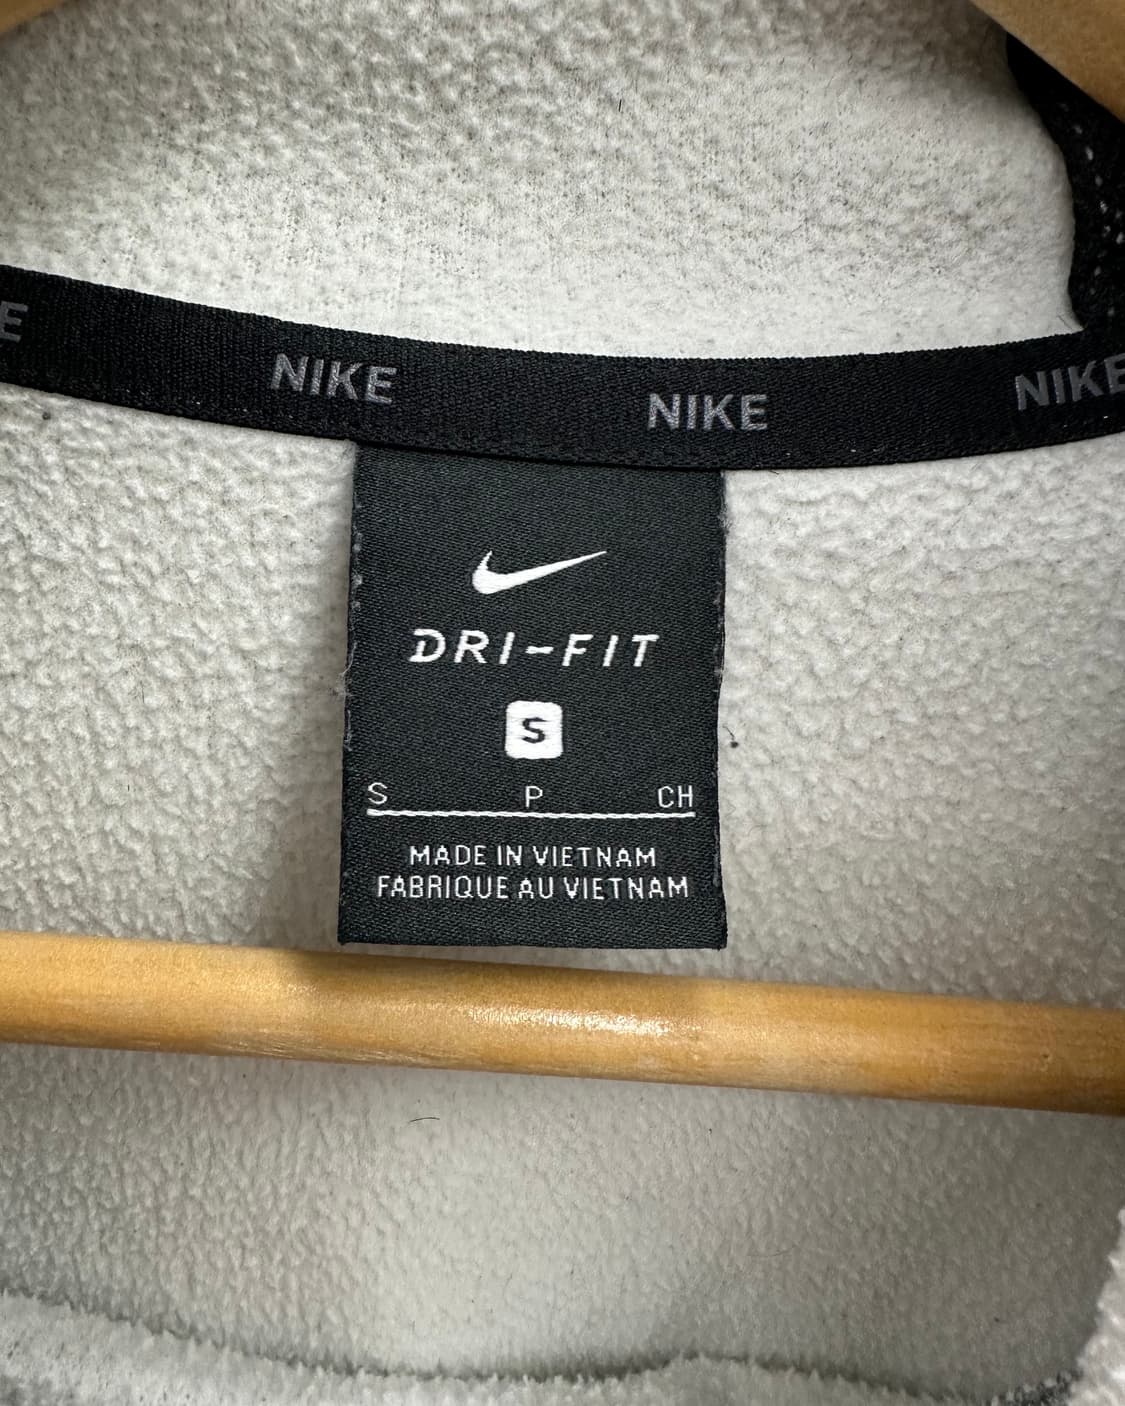 E NIKE NIKE NIKE
DRI-FIT
S
S P CH
MADE IN VIETNAM
FABRIQUE AU VIETNAM